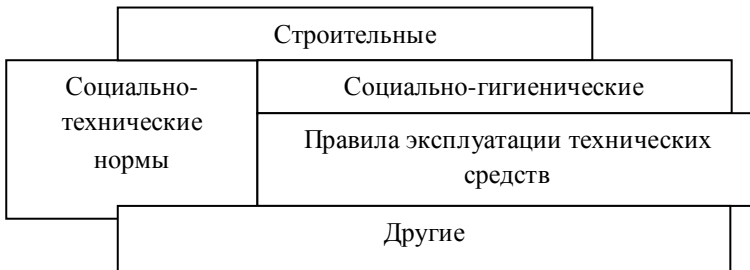 Строительные
Социально-
технические
нормы
Социально-гигиенические
Правила эксплуатации технических
средств
Другие